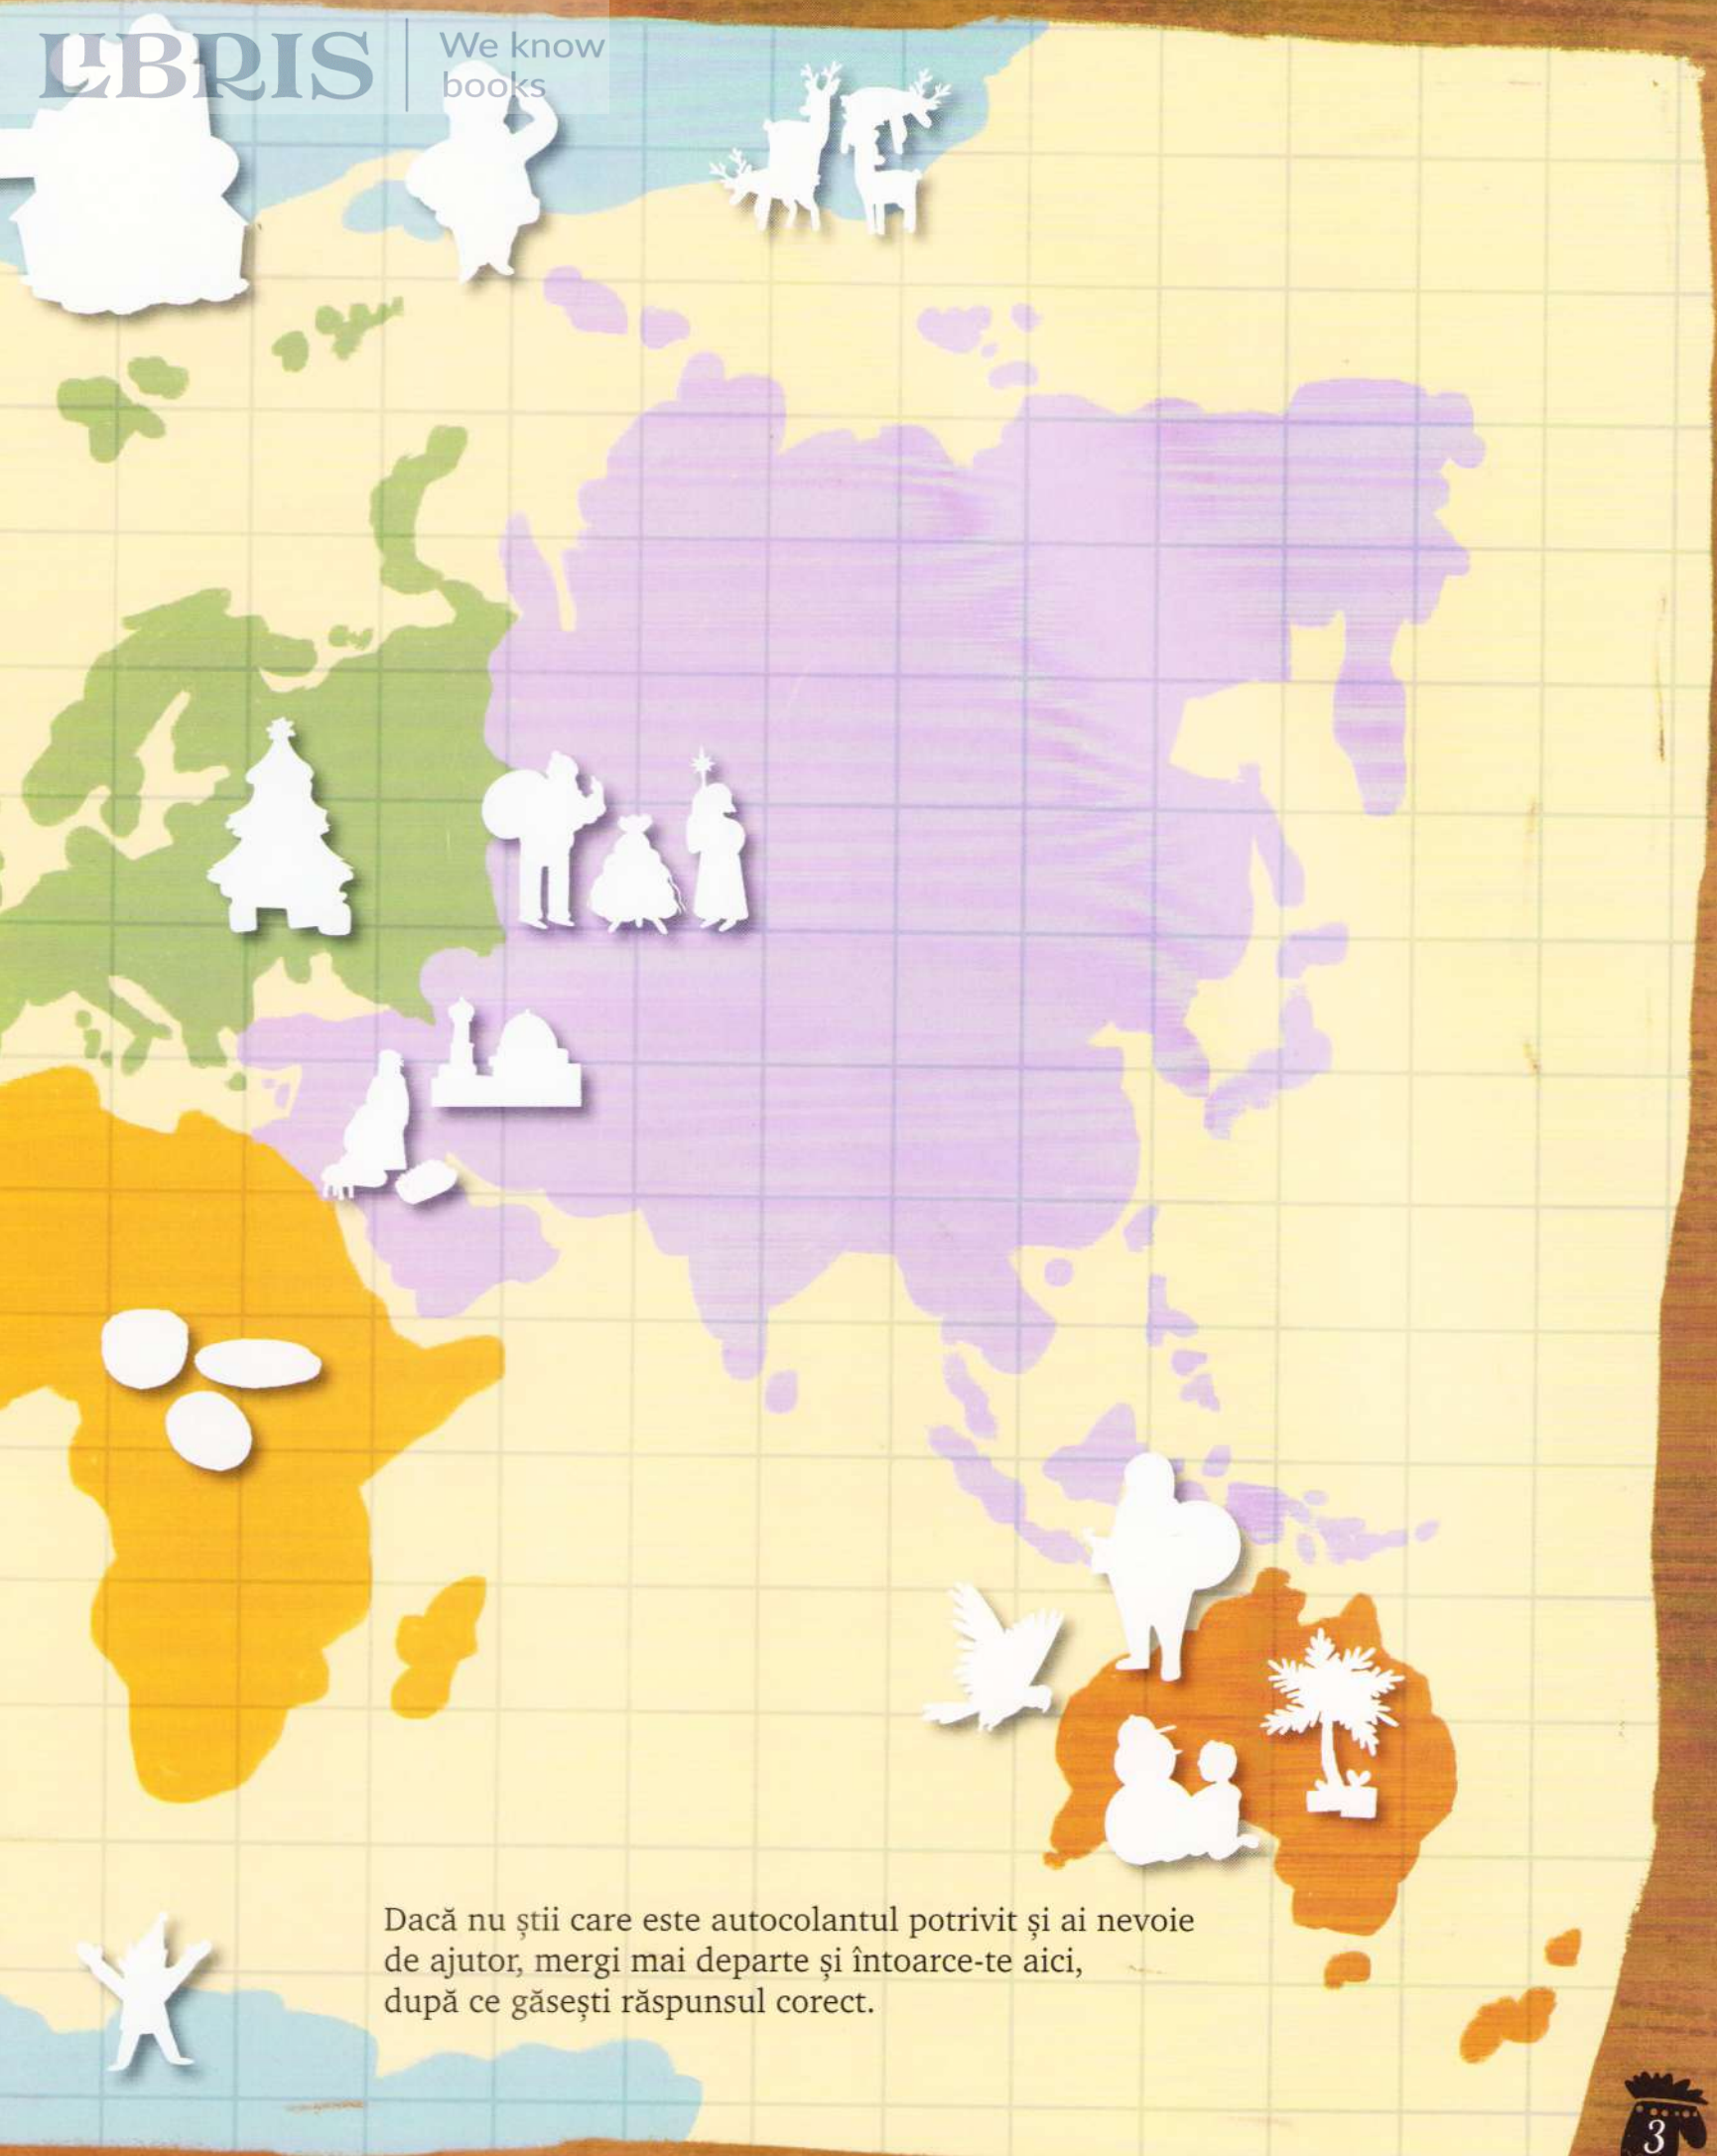 LIBRIS
We know
books
Dacă nu știi care este autocolantul potrivit și ai nevoie
de ajutor, mergi mai departe și întoarce-te aici,
după ce găsești răspunsul corect.
3